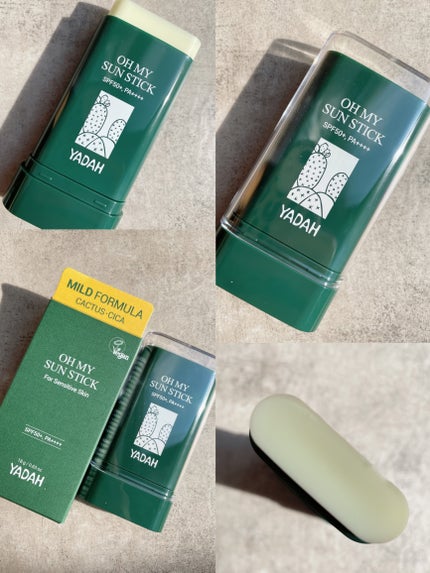 OH MY
SUN STICK
SPF50+, PA++++
YADAH
OH MY
SUN STICK
SPF50+, PA++++
YADAH
MILD FORMULA
CACTUS-CICA
Vegan
OH MY
SUN STICK
For Sensitive Skin
SPF50+, PA++++
YADAH
OH MY
SUN STICK
SPF50+, PA++++
YADAH